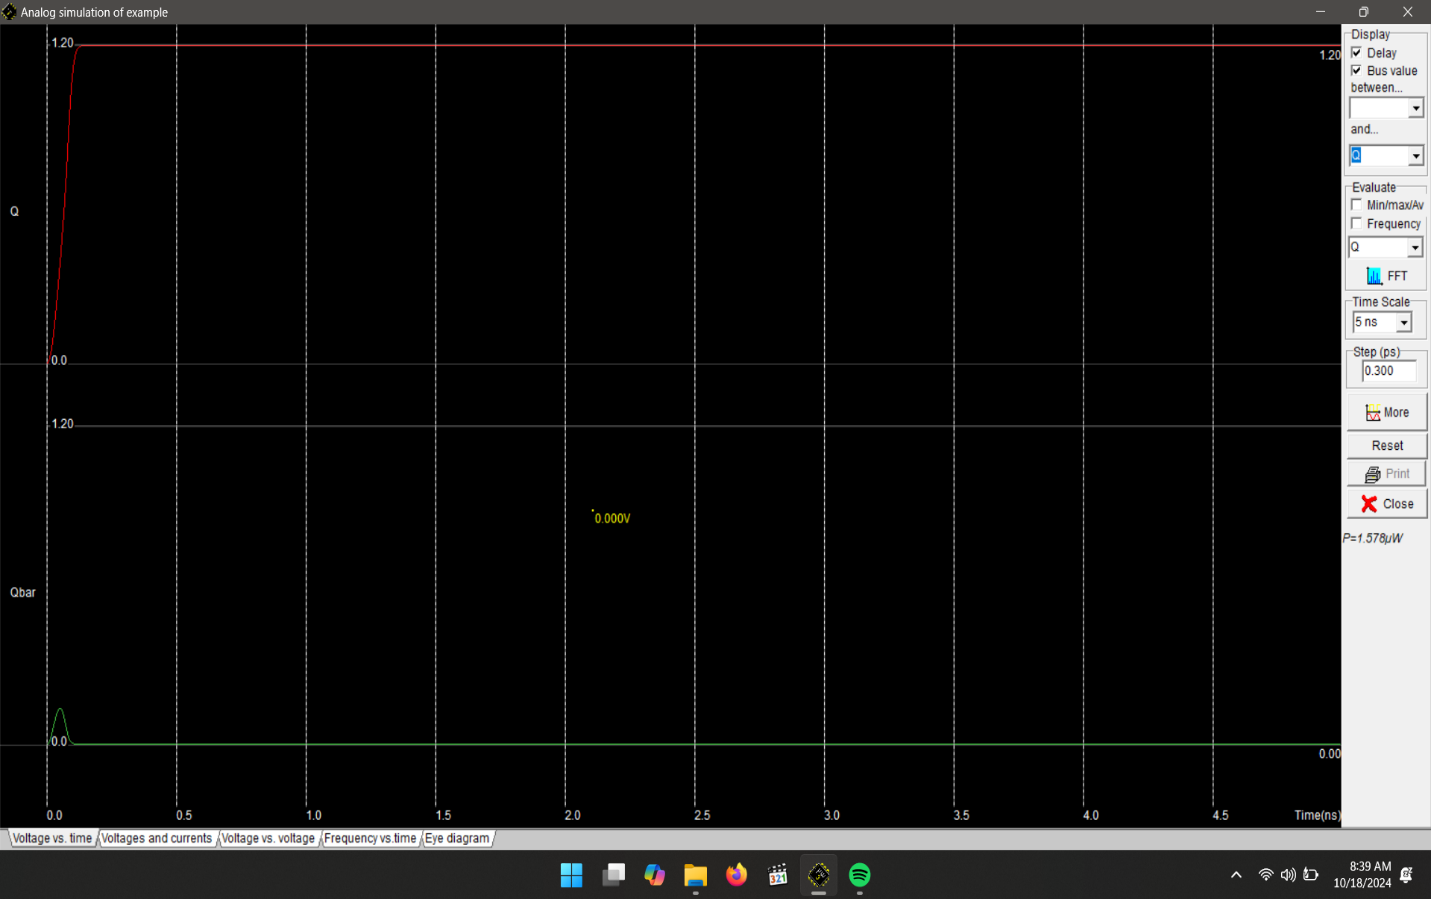 Analog simulation of example
1.20
1.20
Q
0.0
1.20
0.000V
Qbar
0.0
0.00
0.0 0.5 1.0 1.5 2.0 2.5 3.0 3.5 4.0 4.5 Time(ns)
Display
Delay
Bus value
between...
and...
Q
Evaluate
Min/max/Av
Frequency
Q
FFT
Time Scale
5 ns
Step (ps)
0.300
More
Reset
Print
Close
P=1.578µW
Voltage vs. time Voltages and currents Voltage vs. voltage Frequency vs.time Eye diagram
321
8:39 AM
10/18/2024